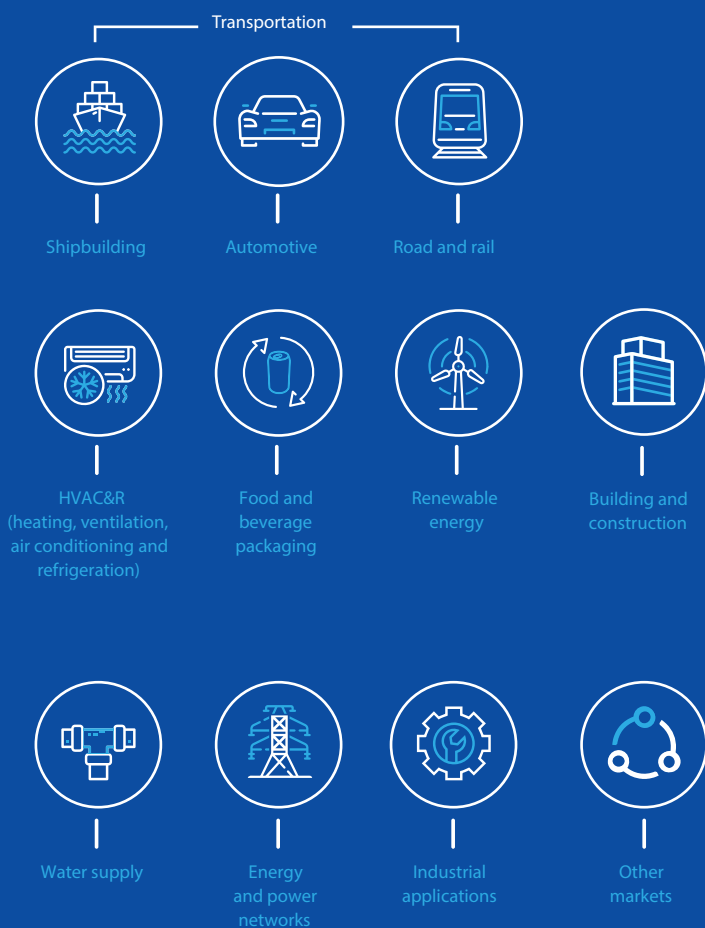 Transportation
Shipbuilding
Automotive
Road and rail
HVAC&R
(heating, ventilation,
air conditioning and
refrigeration)
Food and
beverage
packaging
Renewable
energy
Building and
construction
Water supply
Energy
and power
networks
Industrial
applications
Other
markets